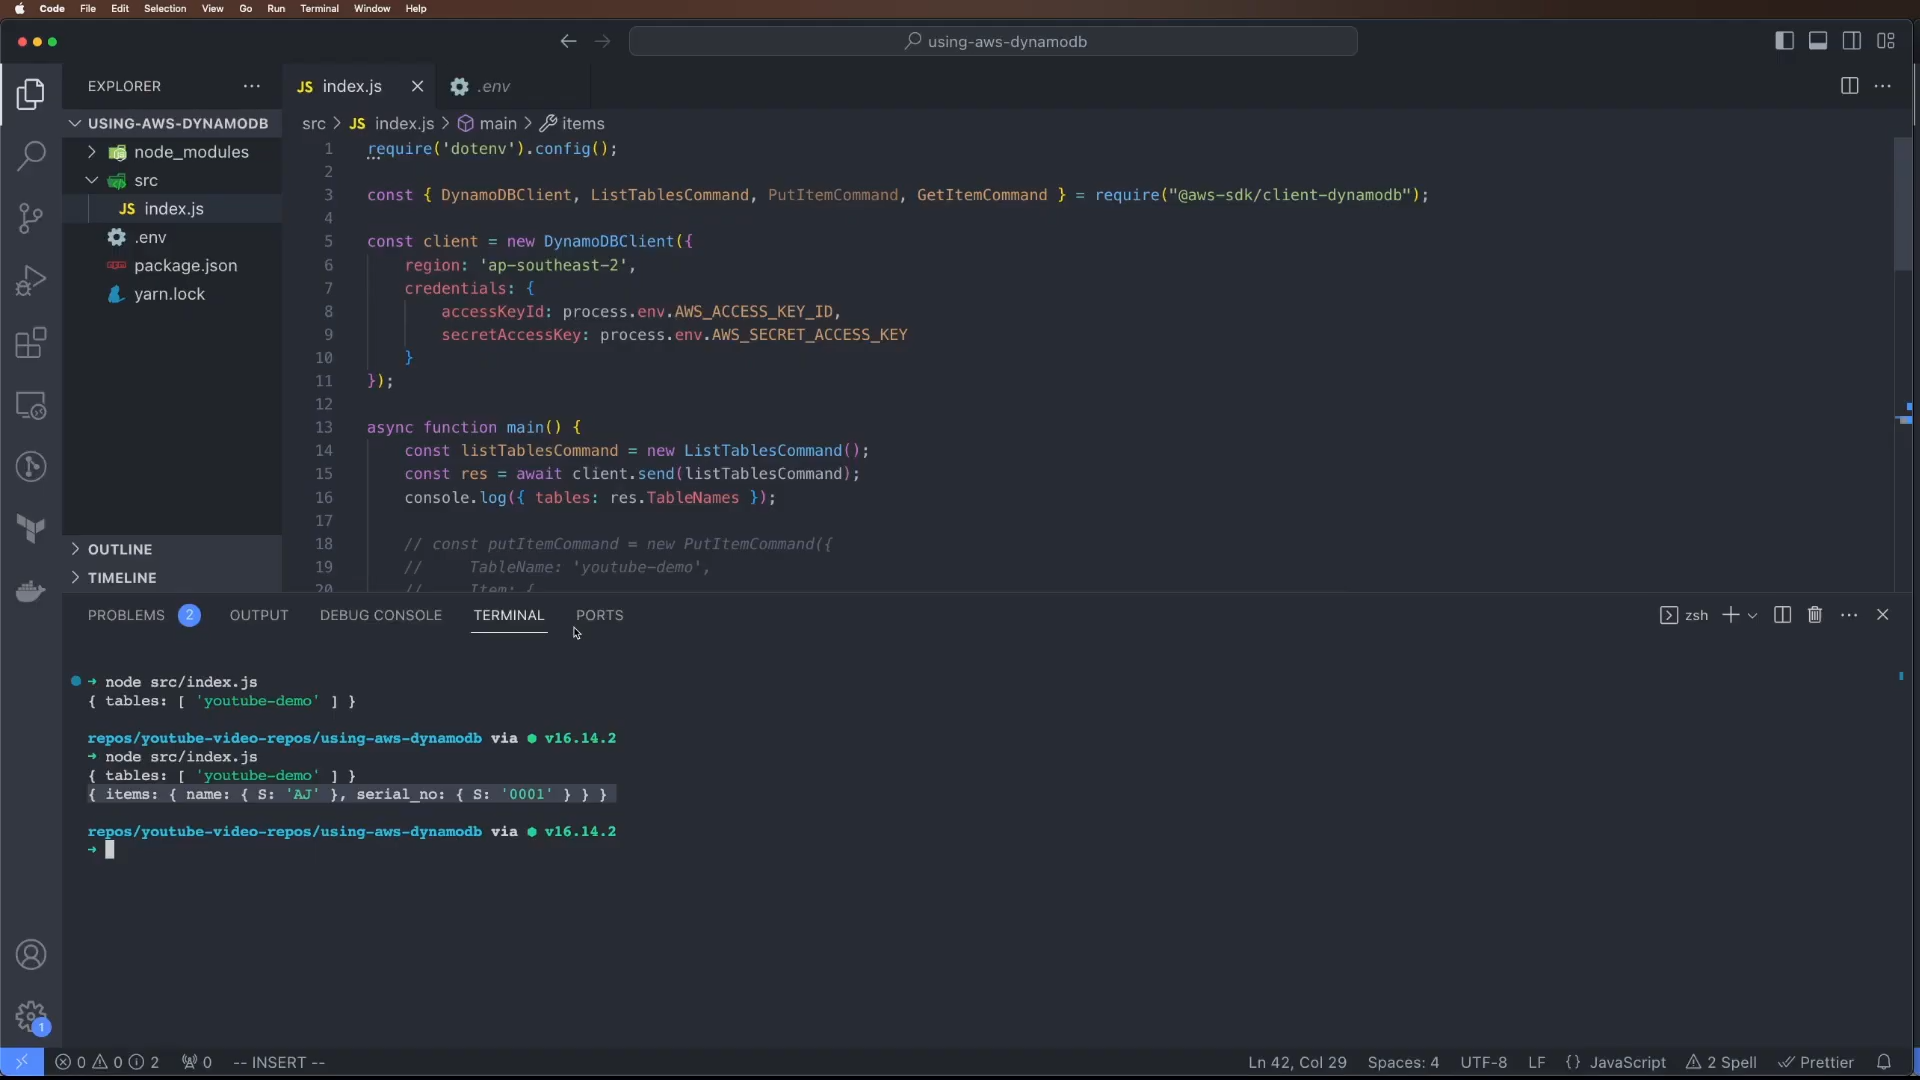 Code File Edit Selection View Go Run Terminal Window Help
using-aws-dynamodb
EXPLORER
JS index.js
.env
USING-AWS-DYNAMODB
node_modules
src
JS index.js
.env
package.json
yarn.lock
OUTLINE
TIMELINE
src > JS index.js > main > items
1 require('dotenv').config();
2
3 const { DynamoDBClient, ListTablesCommand, PutItemCommand, GetItemCommand } = require("@aws-sdk/client-dynamodb");
4
5 const client = new DynamoDBClient({
6 region: 'ap-southeast-2',
7 credentials: {
8 accessKeyId: process.env.AWS_ACCESS_KEY_ID,
9 secretAccessKey: process.env.AWS_SECRET_ACCESS_KEY
10 }
11 });
12
13 async function main() {
14 const listTablesCommand = new ListTablesCommand();
15 const res = await client.send(listTablesCommand);
16 console.log({ tables: res.TableNames });
17
18 // const putItemCommand = new PutItemCommand({
19 // TableName: 'youtube-demo',
20 // Item: {
PROBLEMS 2 OUTPUT DEBUG CONSOLE TERMINAL PORTS
zsh
➜ node src/index.js
{ tables: [ 'youtube-demo' ] }
repos/youtube-video-repos/using-aws-dynamodb via ⬢ v16.14.2
➜ node src/index.js
{ tables: [ 'youtube-demo' ] }
{ items: { name: { S: 'AJ' }, serial_no: { S: '0001' } } }
repos/youtube-video-repos/using-aws-dynamodb via ⬢ v16.14.2
➜
1
0 0 2 0 -- INSERT --
Ln 42, Col 29 Spaces: 4 UTF-8 LF {} JavaScript 2 Spell Prettier